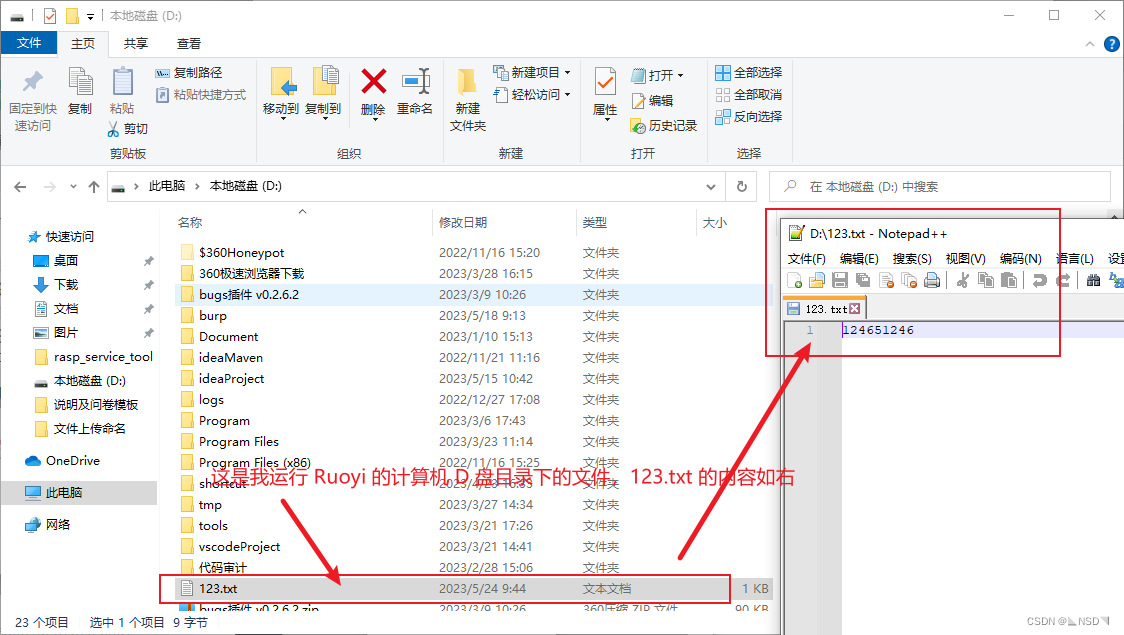 本地磁盘 (D:)
文件 主页 共享 查看
固定到快速访问
复制
粘贴
复制路径
粘贴快捷方式
剪切
剪贴板
移动到 复制到 删除 重命名
组织
新建文件夹
新建项目
轻松访问
新建
属性
打开
编辑
历史记录
打开
全部选择
全部取消
反向选择
选择
此电脑 本地磁盘 (D:)
在 本地磁盘 (D:) 中搜索
快速访问
桌面
下载
文档
图片
rasp_service_tool
本地磁盘 (D:)
说明及问卷模板
文件上传命名
OneDrive
此电脑
网络
名称 修改日期 类型 大小
$360Honeypot 2022/11/16 15:20 文件夹
360极速浏览器下载 2023/3/28 16:15 文件夹
bugs插件 v0.2.6.2 2023/3/9 10:26 文件夹
burp 2023/5/18 9:13 文件夹
Document 2023/1/10 15:13 文件夹
ideaMaven 2022/11/21 11:16 文件夹
ideaProject 2023/5/15 10:42 文件夹
logs 2022/12/27 17:08 文件夹
Program 2023/3/6 17:43 文件夹
Program Files 2023/3/23 11:14 文件夹
Program Files (x86) 2022/11/16 15:25 文件夹
这是我运行 Ruoyi 的计算机 D 盘目录下的文件，123.txt 的内容如右
shortcut 文件夹
tmp 2023/3/27 14:34 文件夹
tools 2023/3/21 17:26 文件夹
vscodeProject 2023/3/21 14:41 文件夹
代码审计 2023/2/28 15:06 文件夹
123.txt 2023/5/24 9:44 文本文档 1 KB
bugs插件 v0.2.6.2.zip 2023/3/9 10:26 360压缩 ZIP 文件 90 KB
23 个项目 选中 1 个项目 9 字节
D:\123.txt - Notepad++
文件(F) 编辑(E) 搜索(S) 视图(V) 编码(N) 语言(L) 设
123.txt
1 124651246